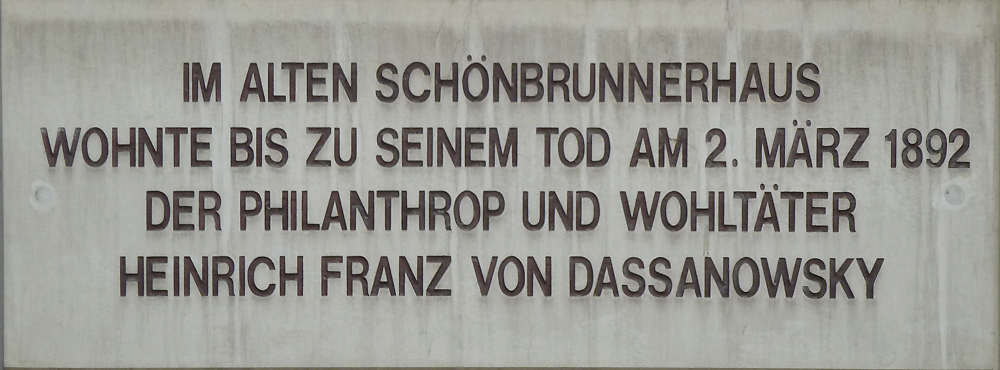 IM ALTEN SCHÖNBRUNNERHAUS
WOHNTE BIS ZU SEINEM TOD AM 2. MÄRZ 1892
DER PHILANTHROP UND WOHLTÄTER
HEINRICH FRANZ VON DASSANOWSKY